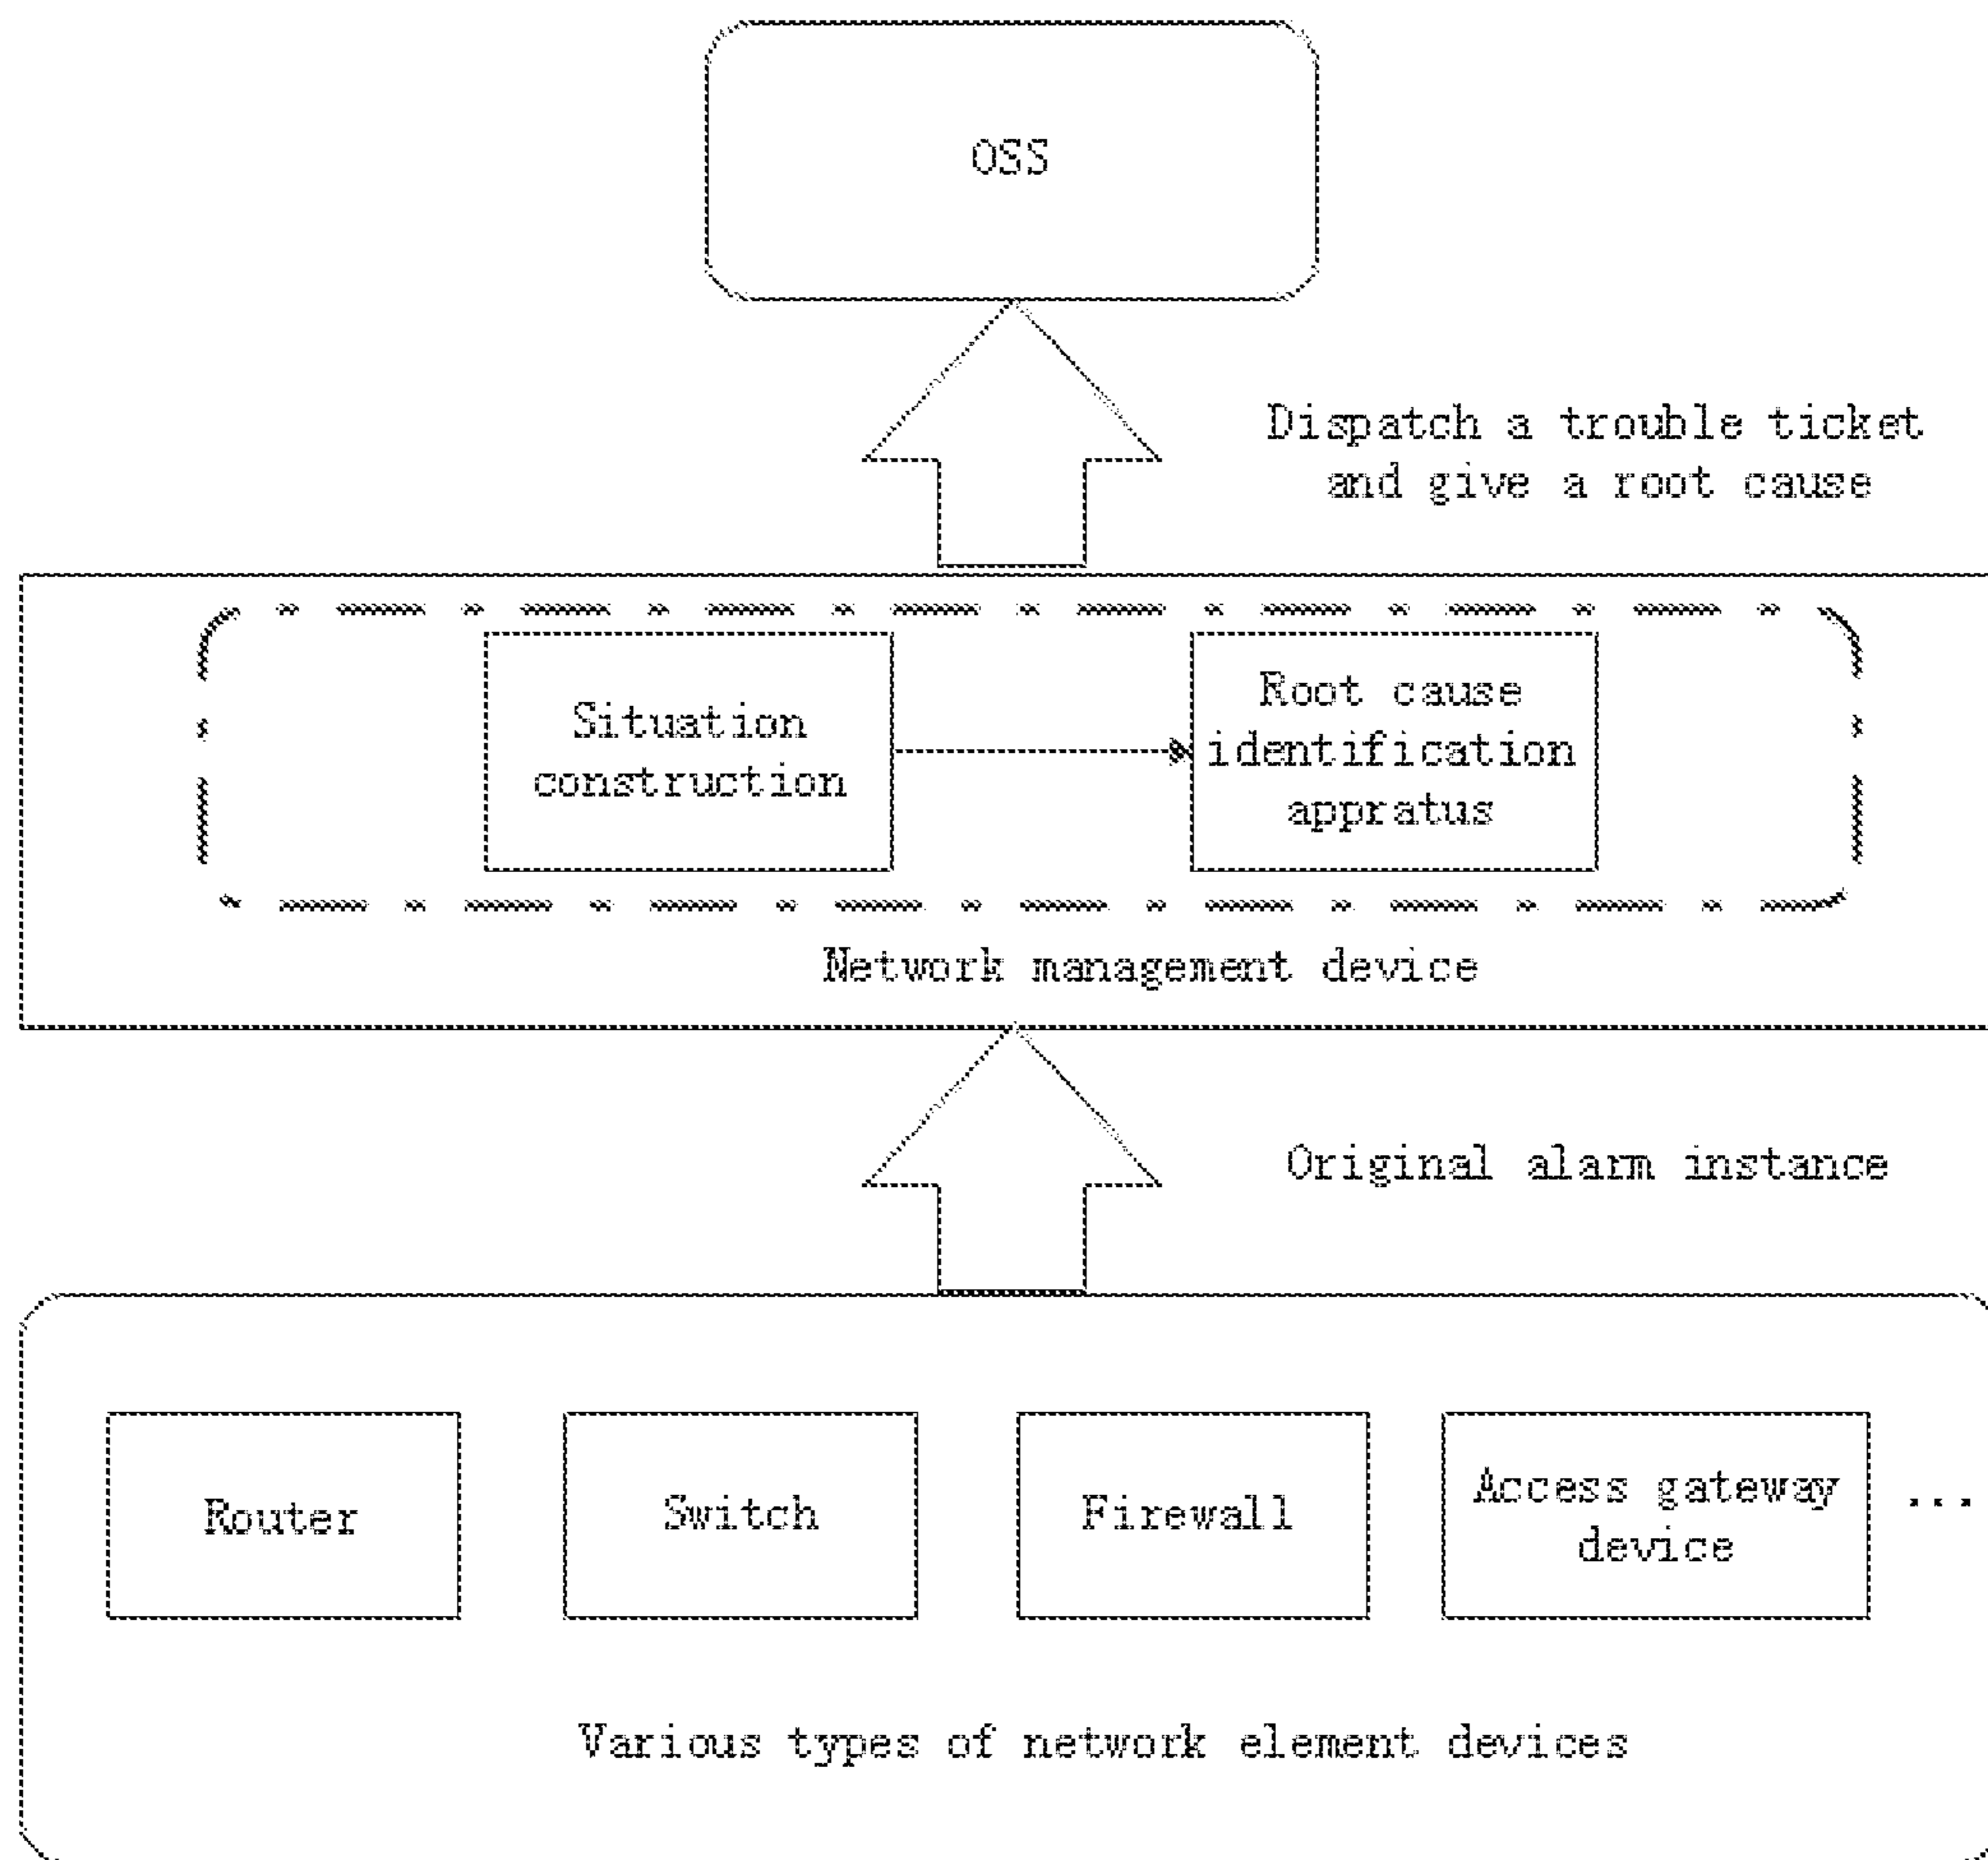 OSS
Dispatch a trouble ticket
and give a root cause
Situation
construction
Root cause
identification
appratus
Network management device
Original alarm instance
Router
Switch
Firewall
Access gateway
device
...
Various types of network element devices